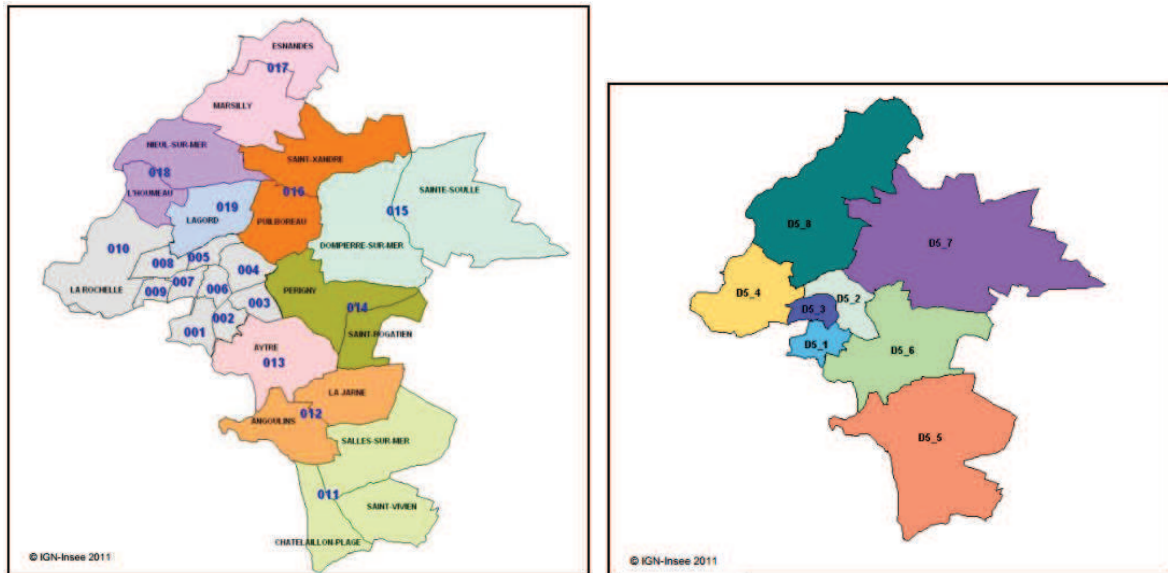 ESNANDES
017
MARSILLY
NIEUL-SUR-MER
SAINT-XANDRE
018
L'HOUMEAU
016
SAINTE-SOULLE
019
015
LAGORD
PUILBOREAU
010
DOMPIERRE-SUR-MER
005
008
004
LA ROCHELLE
007
PERIGNY
009
006
003
014
002
SAINT-ROGATIEN
001
AYTRE
013
LA JARNE
012
ANGOULINS
SALLES-SUR-MER
011
SAINT-VIVIEN
CHATELAILLON-PLAGE
© IGN-Insee 2011
D5_8
D5_7
D5_4
D5_2
D5_3
D5_1
D5_6
D5_5
© IGN-Insee 2011